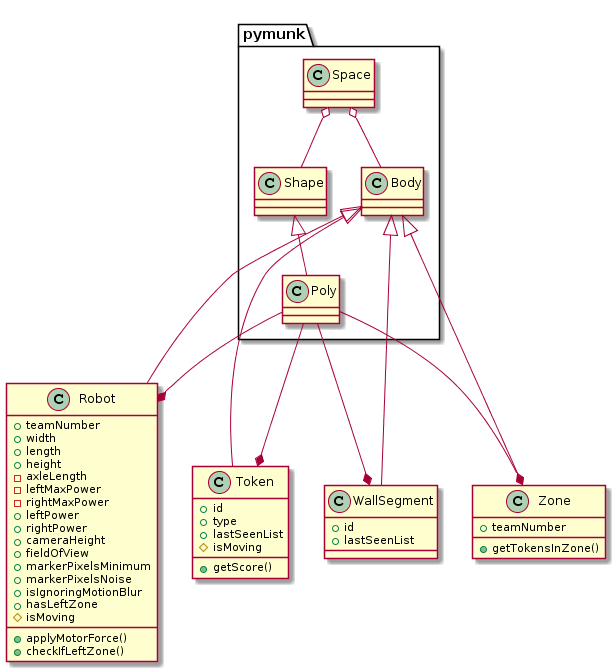 pymunk
C Space
C Shape
C Body
C Poly
C Robot
teamNumber
width
length
height
axleLength
leftMaxPower
rightMaxPower
leftPower
rightPower
cameraHeight
fieldOfView
markerPixelsMinimum
markerPixelsNoise
isIgnoringMotionBlur
hasLeftZone
isMoving
applyMotorForce()
checkIfLeftZone()
C Token
id
type
lastSeenList
isMoving
getScore()
C WallSegment
id
lastSeenList
C Zone
teamNumber
getTokensInZone()